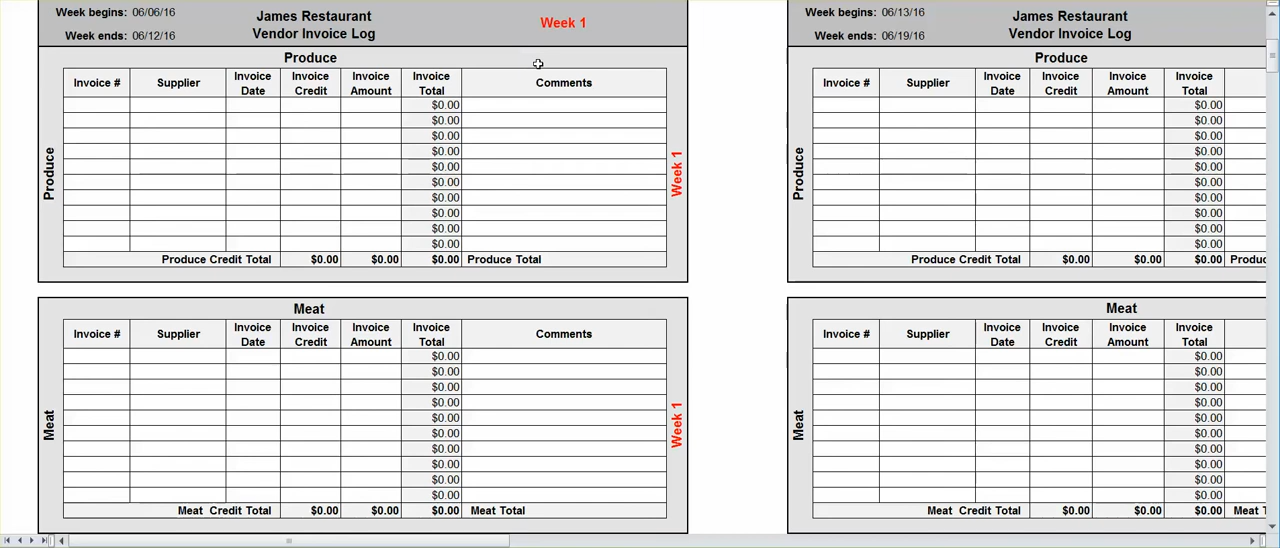 Week begins: 06/06/16
James Restaurant
Week 1
Week ends: 06/12/16
Vendor Invoice Log
Produce
Invoice # Supplier Invoice Date Invoice Credit Invoice Amount Invoice Total Comments
$0.00
$0.00
$0.00
$0.00
$0.00
$0.00
$0.00
$0.00
$0.00
$0.00
Produce Credit Total $0.00 $0.00 $0.00 Produce Total
Produce
Week 1
Meat
Invoice # Supplier Invoice Date Invoice Credit Invoice Amount Invoice Total Comments
$0.00
$0.00
$0.00
$0.00
$0.00
$0.00
$0.00
$0.00
$0.00
$0.00
Meat Credit Total $0.00 $0.00 $0.00 Meat Total
Meat
Week 1
Week begins: 06/13/16
James Restaurant
Week ends: 06/19/16
Vendor Invoice Log
Produce
Invoice # Supplier Invoice Date Invoice Credit Invoice Amount Invoice Total
$0.00
$0.00
$0.00
$0.00
$0.00
$0.00
$0.00
$0.00
$0.00
$0.00
Produce Credit Total $0.00 $0.00 $0.00 Produc
Produce
Meat
Invoice # Supplier Invoice Date Invoice Credit Invoice Amount Invoice Total
$0.00
$0.00
$0.00
$0.00
$0.00
$0.00
$0.00
$0.00
$0.00
$0.00
Meat Credit Total $0.00 $0.00 $0.00 Meat T
Meat